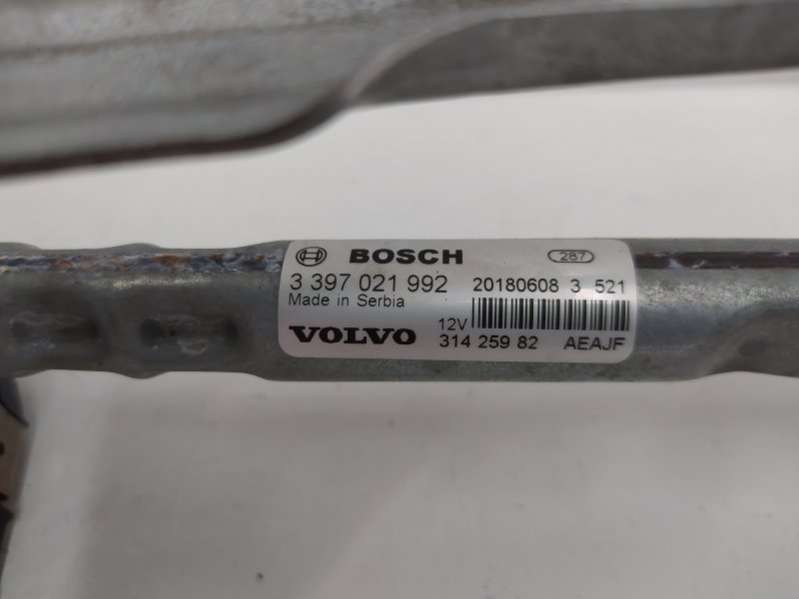 BOSCH 287
3 397 021 992 20180608 3 521
Made in Serbia
VOLVO 12V
314 259 82 AEAJF